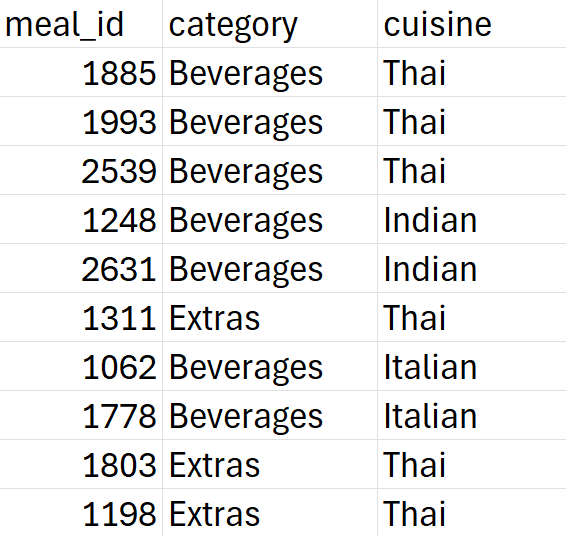 meal_id category cuisine
1885 Beverages Thai
1993 Beverages Thai
2539 Beverages Thai
1248 Beverages Indian
2631 Beverages Indian
1311 Extras Thai
1062 Beverages Italian
1778 Beverages Italian
1803 Extras Thai
1198 Extras Thai